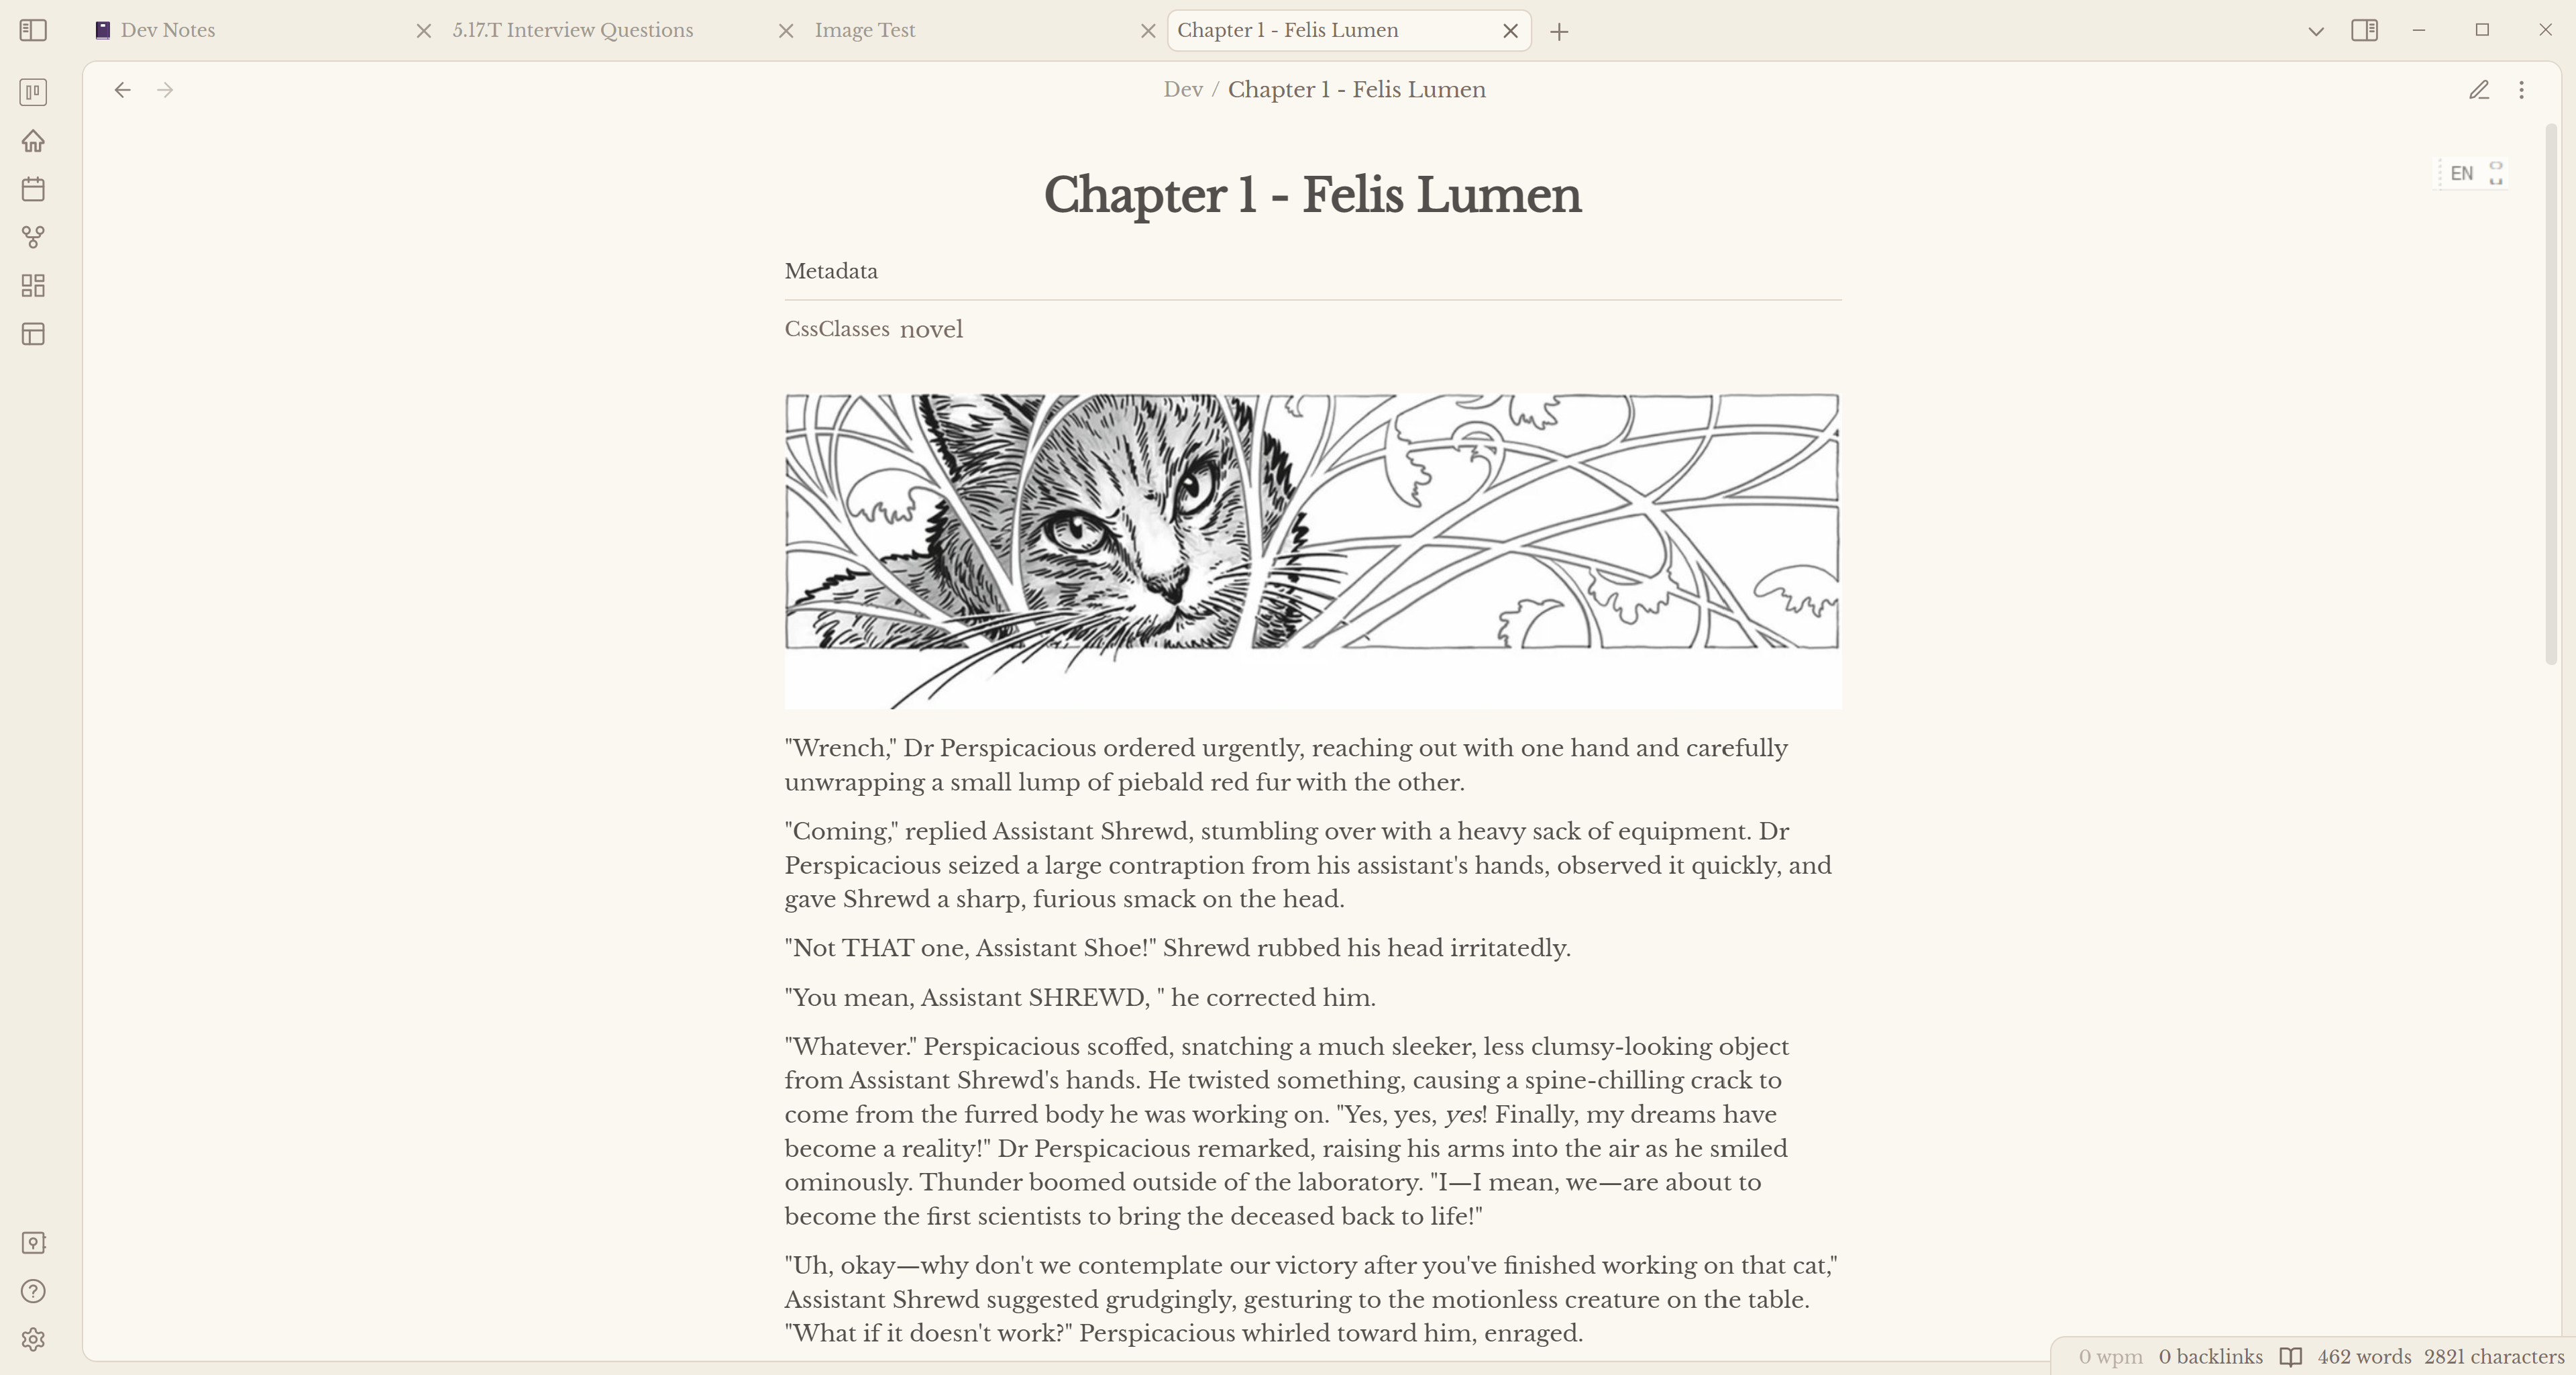 Dev Notes
5.17.T Interview Questions
Image Test
Chapter 1 - Felis Lumen
Dev / Chapter 1 - Felis Lumen
Chapter 1 - Felis Lumen
EN
Metadata
CssClasses novel
"Wrench," Dr Perspicacious ordered urgently, reaching out with one hand and carefully
unwrapping a small lump of piebald red fur with the other.
"Coming," replied Assistant Shrewd, stumbling over with a heavy sack of equipment. Dr
Perspicacious seized a large contraption from his assistant's hands, observed it quickly, and
gave Shrewd a sharp, furious smack on the head.
"Not THAT one, Assistant Shoe!" Shrewd rubbed his head irritatedly.
"You mean, Assistant SHREWD, " he corrected him.
"Whatever." Perspicacious scoffed, snatching a much sleeker, less clumsy-looking object
from Assistant Shrewd's hands. He twisted something, causing a spine-chilling crack to
come from the furred body he was working on. "Yes, yes, yes! Finally, my dreams have
become a reality!" Dr Perspicacious remarked, raising his arms into the air as he smiled
ominously. Thunder boomed outside of the laboratory. "I—I mean, we—are about to
become the first scientists to bring the deceased back to life!"
"Uh, okay—why don't we contemplate our victory after you've finished working on that cat,"
Assistant Shrewd suggested grudgingly, gesturing to the motionless creature on the table.
"What if it doesn't work?" Perspicacious whirled toward him, enraged.
0 wpm 0 backlinks 462 words 2821 characters